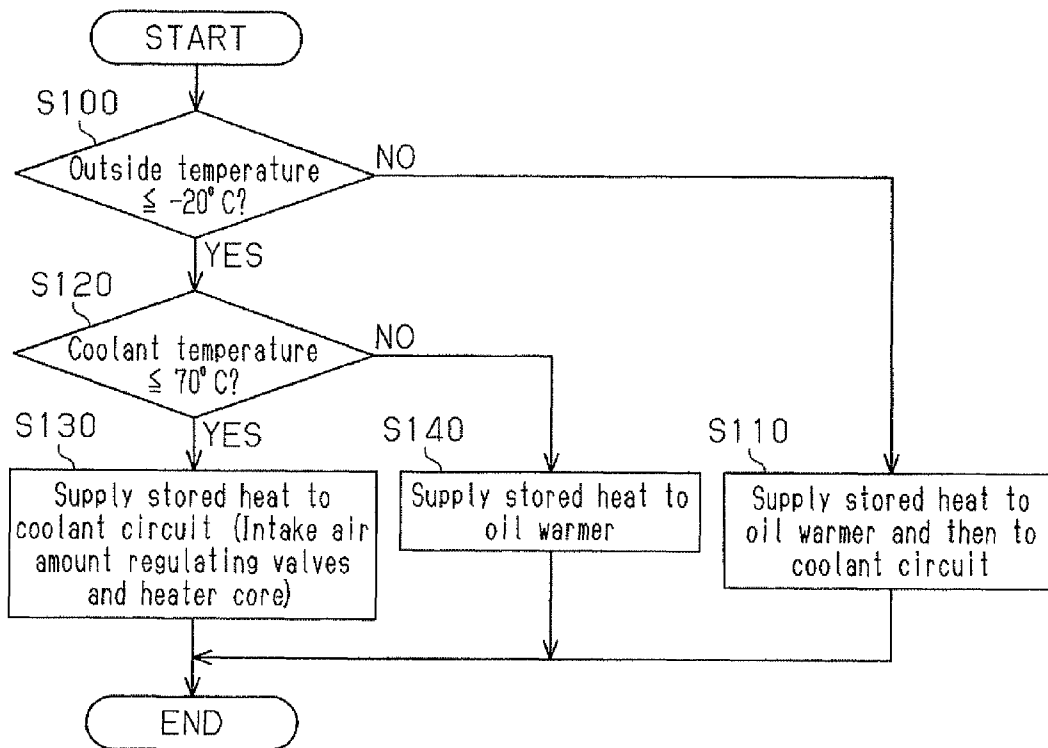 START
S100
Outside temperature
≦ -20°C?
NO
YES
S120
Coolant temperature
≦ 70°C?
NO
YES
S130
Supply stored heat to
coolant circuit (Intake air
amount regulating valves
and heater core)
S140
Supply stored heat to
oil warmer
S110
Supply stored heat to
oil warmer and then to
coolant circuit
END